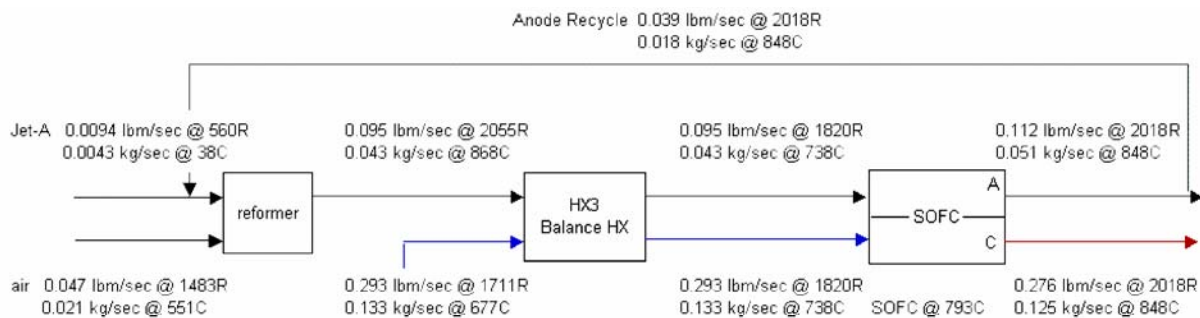 Anode Recycle 0.039 lbm/sec @ 2018R
0.018 kg/sec @ 848C
Jet-A 0.0094 lbm/sec @ 560R
0.0043 kg/sec @ 38C
0.095 lbm/sec @ 2055R
0.043 kg/sec @ 868C
0.095 lbm/sec @ 1820R
0.043 kg/sec @ 738C
0.112 lbm/sec @ 2018R
0.051 kg/sec @ 848C
reformer
HX3
Balance HX
A
SOFC
C
air 0.047 lbm/sec @ 1483R
0.021 kg/sec @ 551C
0.293 lbm/sec @ 1711R
0.133 kg/sec @ 677C
0.293 lbm/sec @ 1820R
0.133 kg/sec @ 738C
SOFC @ 793C
0.276 lbm/sec @ 2018R
0.125 kg/sec @ 848C